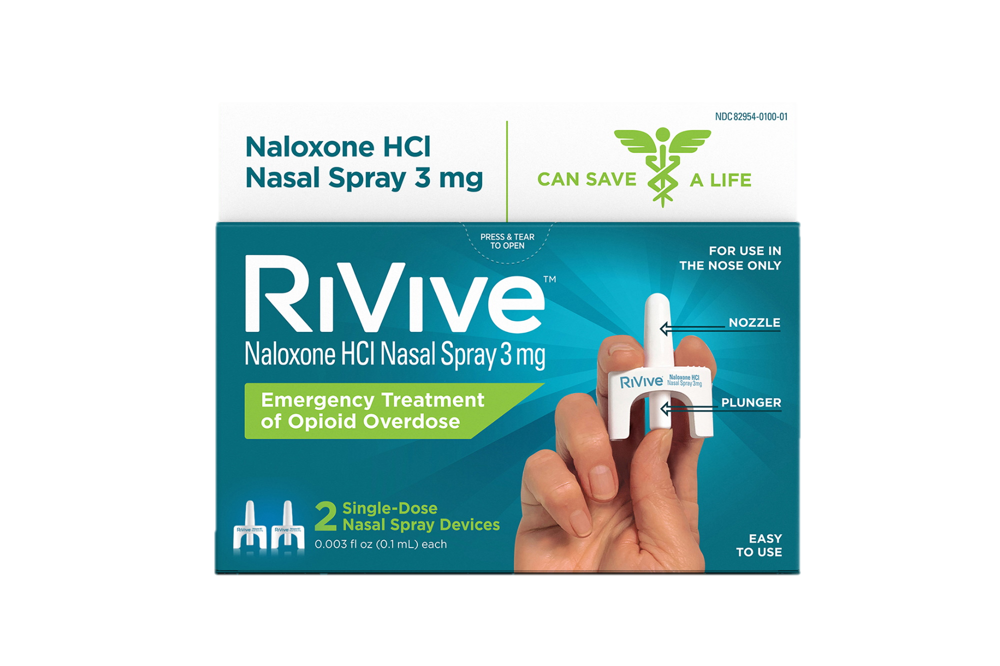 NDC 82954-0100-01
Naloxone HCl
Nasal Spray 3 mg
CAN SAVE A LIFE
PRESS & TEAR
TO OPEN
FOR USE IN
THE NOSE ONLY
RiVive™
Naloxone HCl Nasal Spray 3 mg
Emergency Treatment
of Opioid Overdose
NOZZLE
RiVive Naloxone HCl
Nasal Spray 3mg
PLUNGER
RiVive
RiVive
2 Single-Dose
Nasal Spray Devices
0.003 fl oz (0.1 mL) each
EASY
TO USE